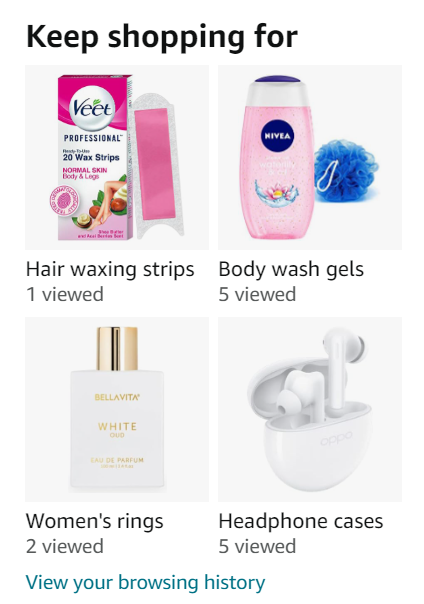 Keep shopping for
Veet
PROFESSIONAL
Ready-To-Use
20 Wax Strips
NORMAL SKIN
Body & Legs
Shea Butter
and Acai Berries Scent
NIVEA
Hair waxing strips
1 viewed
Body wash gels
5 viewed
BELLAVITA
WHITE
OUD
EAU DE PARFUM
oppo
Women's rings
2 viewed
Headphone cases
5 viewed
View your browsing history